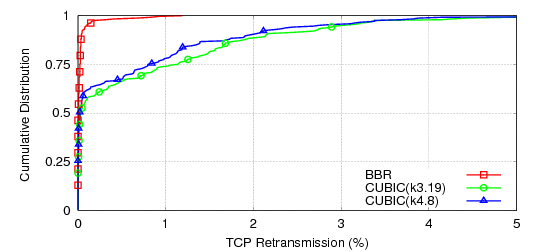 1
0.75
0.5
0.25
0
Cumulative Distribution
BBR
CUBIC(k3.19)
CUBIC(k4.8)
0 1 2 3 4 5
TCP Retransmission (%)